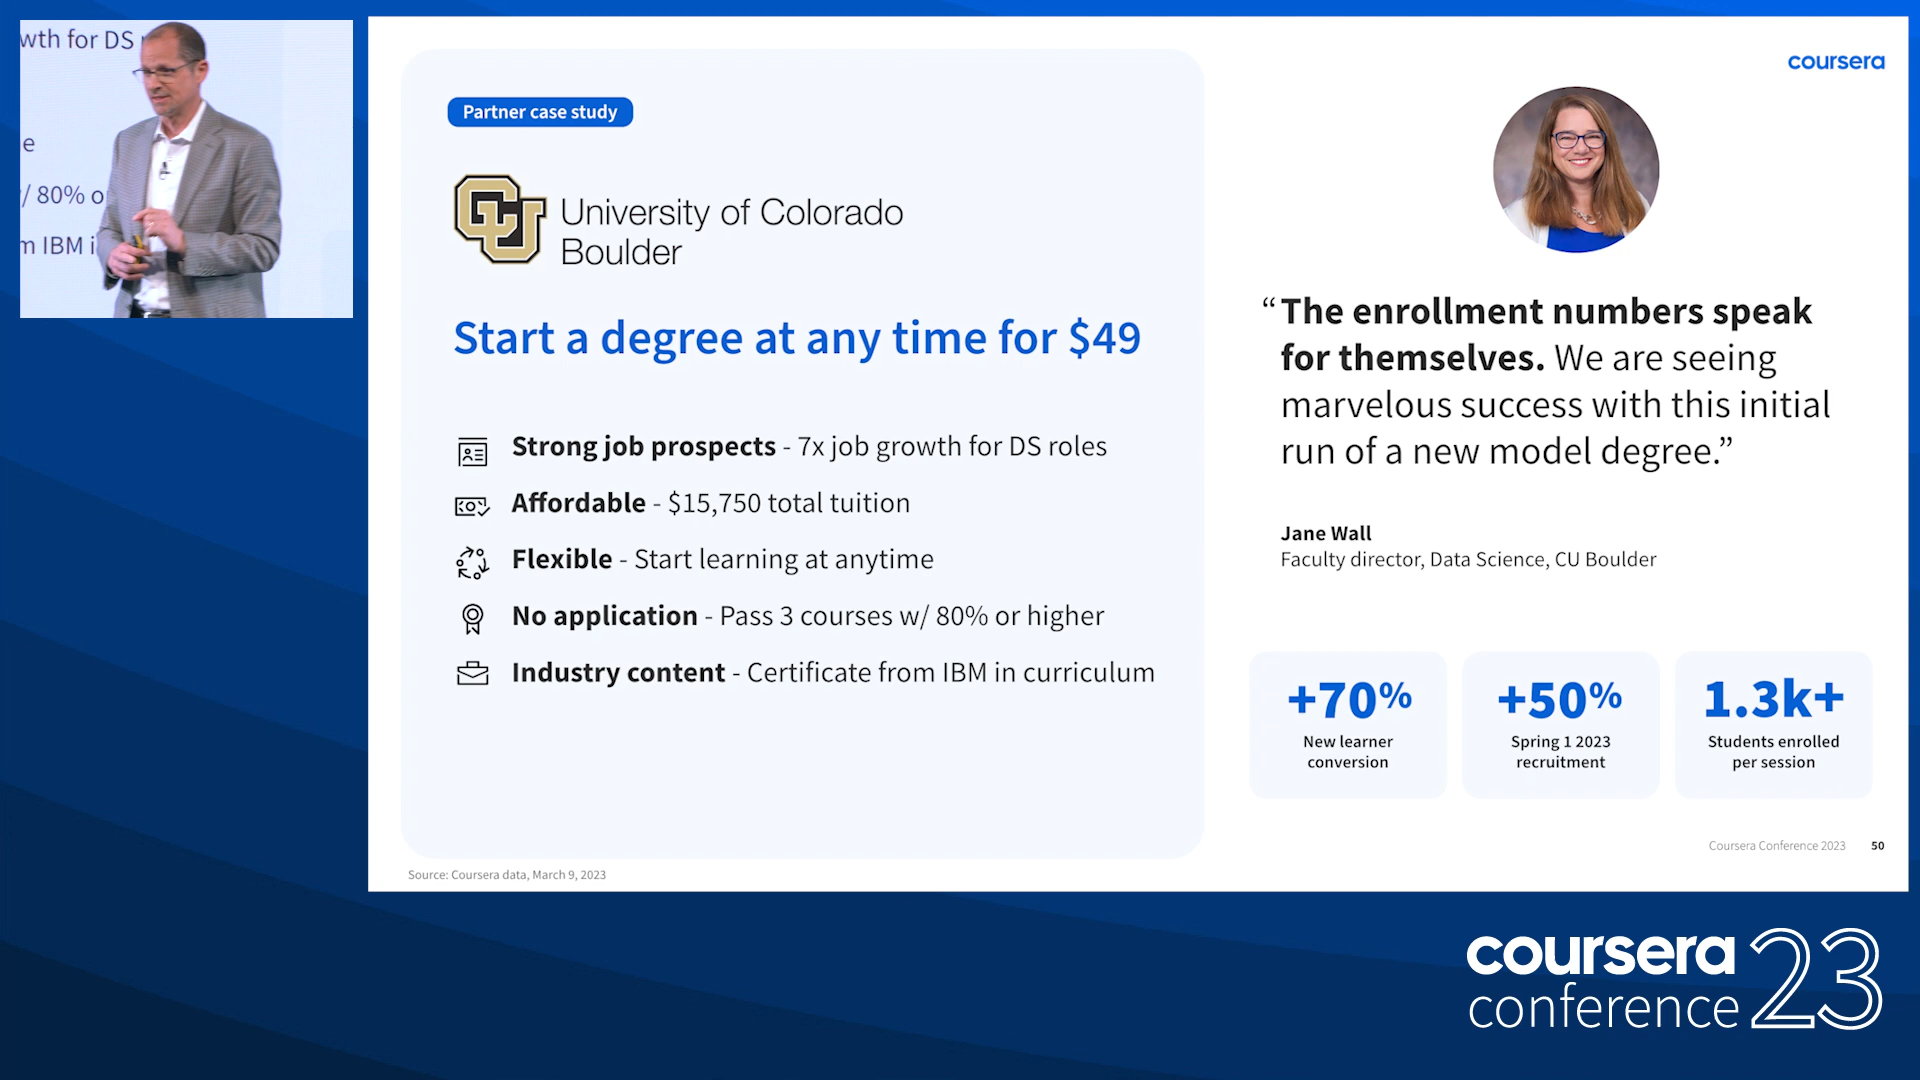 wth for DS
e
/ 80% o
m IBM i
coursera
Partner case study
CU
University of Colorado
Boulder
Start a degree at any time for $49
Strong job prospects - 7x job growth for DS roles
Affordable - $15,750 total tuition
Flexible - Start learning at anytime
No application - Pass 3 courses w/ 80% or higher
Industry content - Certificate from IBM in curriculum
“The enrollment numbers speak
for themselves. We are seeing
marvelous success with this initial
run of a new model degree.”
Jane Wall
Faculty director, Data Science, CU Boulder
+70%
New learner
conversion
+50%
Spring 1 2023
recruitment
1.3k+
Students enrolled
per session
Coursera Conference 2023 50
Source: Coursera data, March 9, 2023
coursera
conference 23